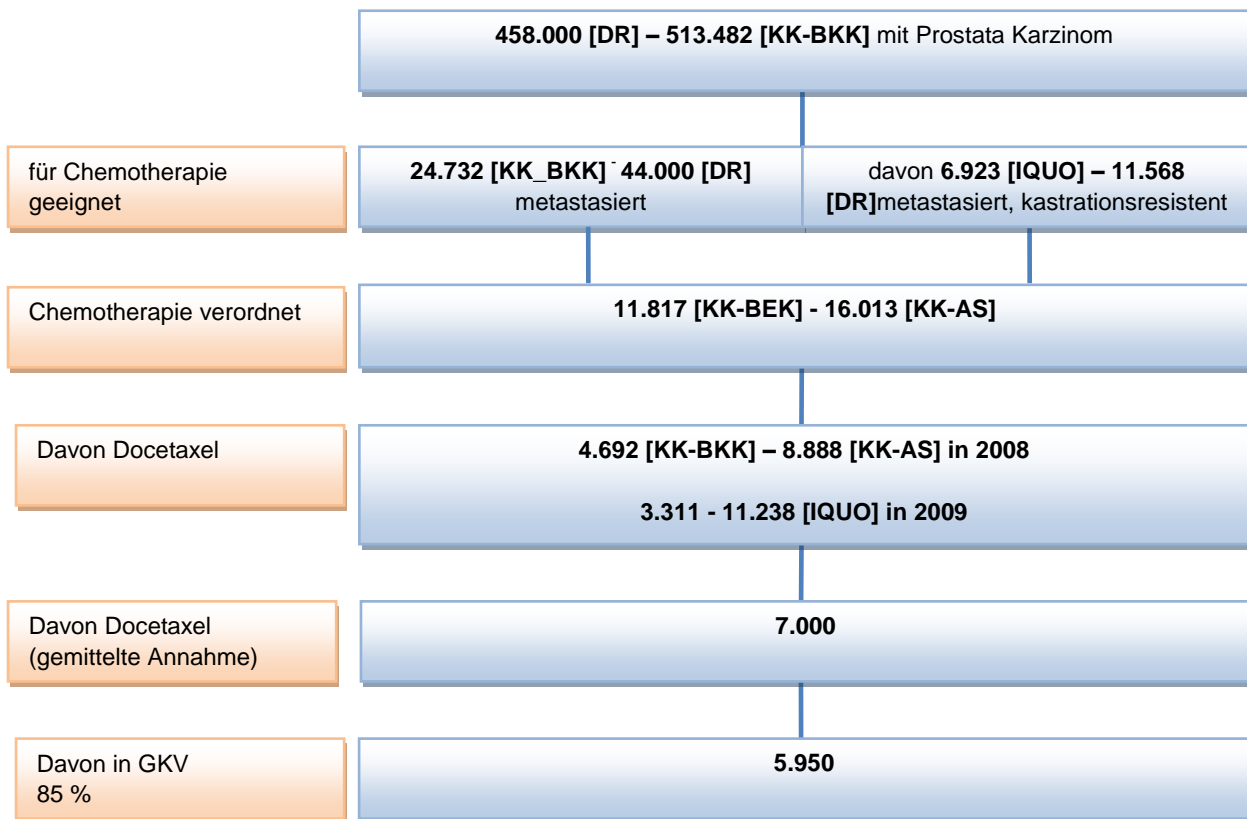 458.000 [DR] – 513.482 [KK-BKK] mit Prostata Karzinom
für Chemotherapie
geeignet
24.732 [KK_BKK] - 44.000 [DR]
metastasiert
davon 6.923 [IQUO] – 11.568
[DR]metastasiert, kastrationsresistent
Chemotherapie verordnet
11.817 [KK-BEK] - 16.013 [KK-AS]
Davon Docetaxel
4.692 [KK-BKK] – 8.888 [KK-AS] in 2008
3.311 - 11.238 [IQUO] in 2009
Davon Docetaxel
(gemittelte Annahme)
7.000
Davon in GKV
85 %
5.950